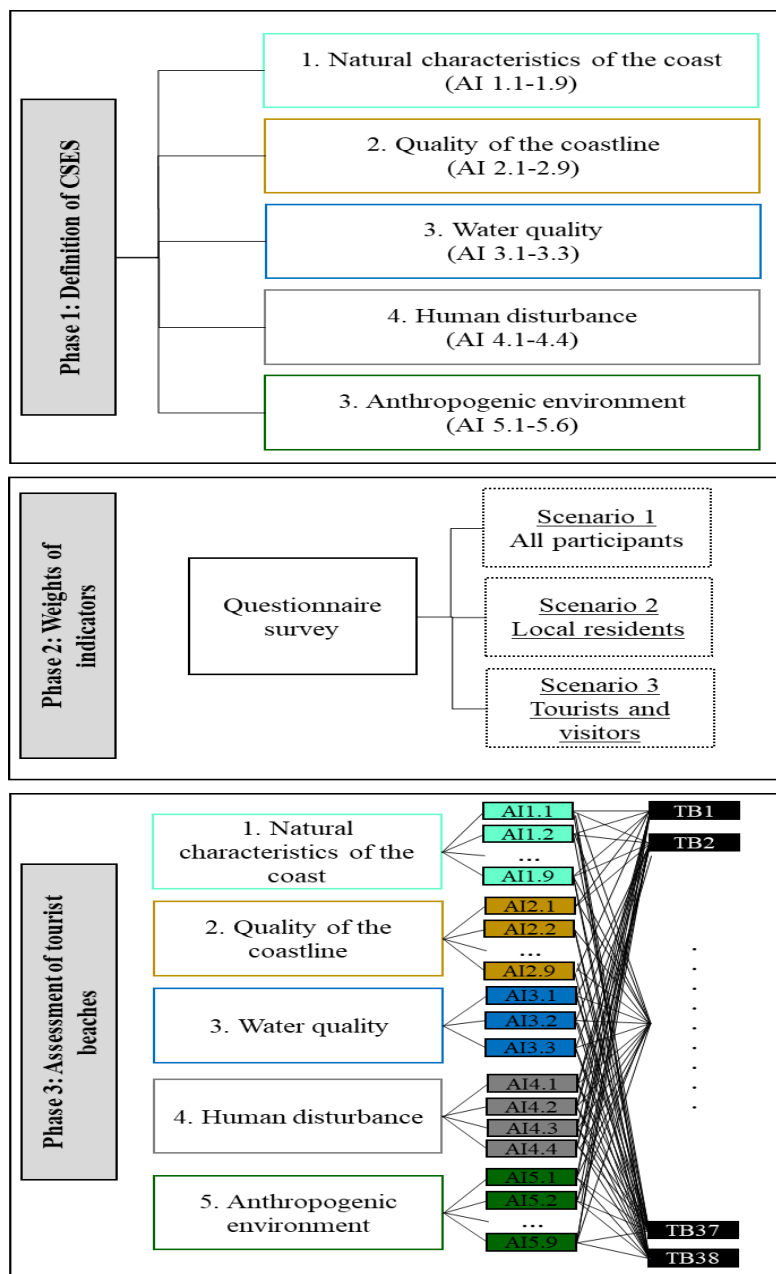 Phase 1: Definition of CSES
1. Natural characteristics of the coast
(AI 1.1-1.9)
2. Quality of the coastline
(AI 2.1-2.9)
3. Water quality
(AI 3.1-3.3)
4. Human disturbance
(AI 4.1-4.4)
3. Anthropogenic environment
(AI 5.1-5.6)
Phase 2: Weights of
indicators
Questionnaire
survey
Scenario 1
All participants
Scenario 2
Local residents
Scenario 3
Tourists and
visitors
Phase 3: Assessment of tourist
beaches
1. Natural
characteristics of the
coast
2. Quality of the
coastline
3. Water quality
4. Human disturbance
5. Anthropogenic
environment
AI1.1
AI1.2
...
AI1.9
AI2.1
AI2.2
...
AI2.9
AI3.1
AI3.2
AI3.3
AI4.1
AI4.2
AI4.3
AI4.4
AI5.1
AI5.2
...
AI5.9
TB1
TB2
TB37
TB38